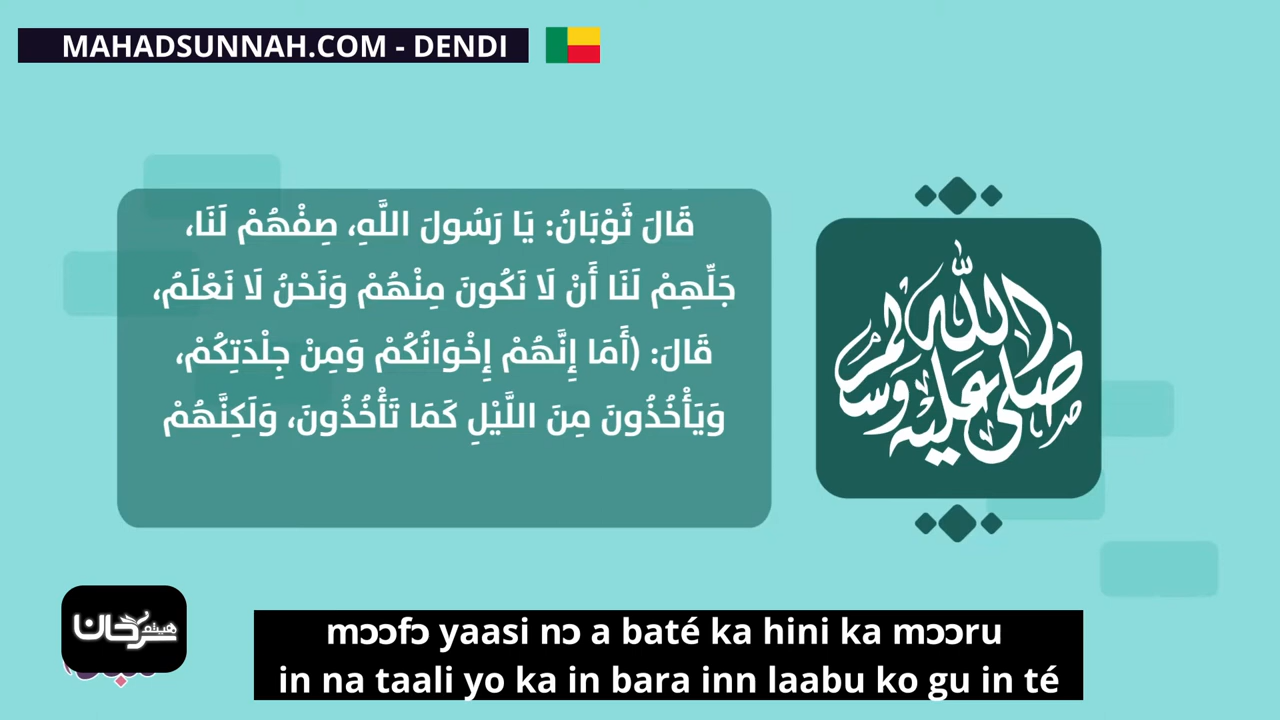 MAHADSUNNAH.COM - DENDI
قَالَ ثَوْبَانُ: يَا رَسُولَ اللَّهِ، صِفْهُمْ لَنَا،
جَلِّهِمْ لَنَا أَنْ لَا نَكُونَ مِنْهُمْ وَنَحْنُ لَا نَعْلَمُ،
قَالَ: (أَمَا إِنَّهُمْ إِخْوَانُكُمْ وَمِنْ جِلْدَتِكُمْ،
وَيَأْخُذُونَ مِنَ اللَّيْلِ كَمَا تَأْخُذُونَ، وَلَكِنَّهُمْ
صلى الله عليه وسلم
هيثم
سرحان
mɔɔfɔ yaasi nɔ a baté ka hini ka mɔɔru
in na taali yo ka in bara inn laabu ko gu in té